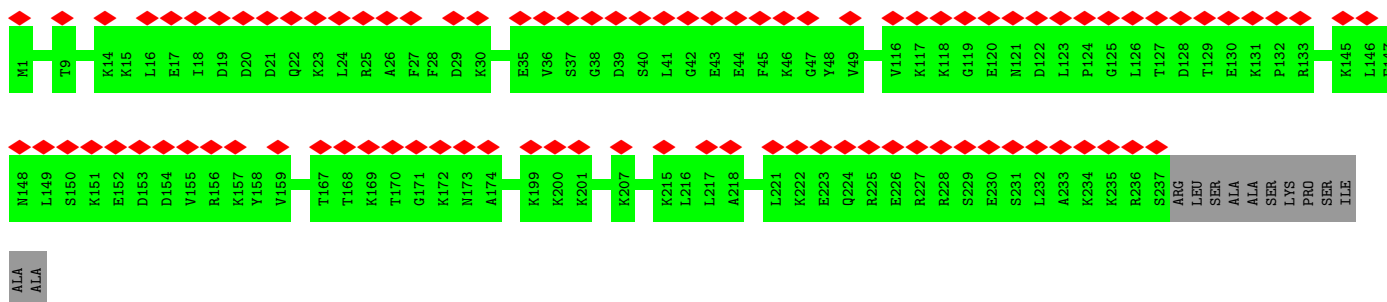 M1 T9 K14 K15 L16 E17 I18 D19 D20 D21 Q22 K23 L24 R25 A26 F27 F28 D29 K30 E35 V36 S37 G38 D39 S40 L41 G42 E43 E44 F45 K46 G47 Y48 V49 V116 K117 K118 G119 E120 N121 D122 L123 P124 G125 L126 T127 D128 T129 E130 K131 P132 R133 K145 L146 E147
N148 L149 S150 K151 E152 D153 D154 V155 R156 K157 Y158 V159 T167 T168 K169 T170 G171 K172 N173 A174 K199 K200 K201 K207 K215 L216 L217 A218 L221 K222 E223 Q224 R225 E226 R227 R228 S229 E230 S231 L232 A233 K234 K235 R236 S237 ARG LEU SER ALA ALA SER LYS PRO SER ILE
ALA ALA